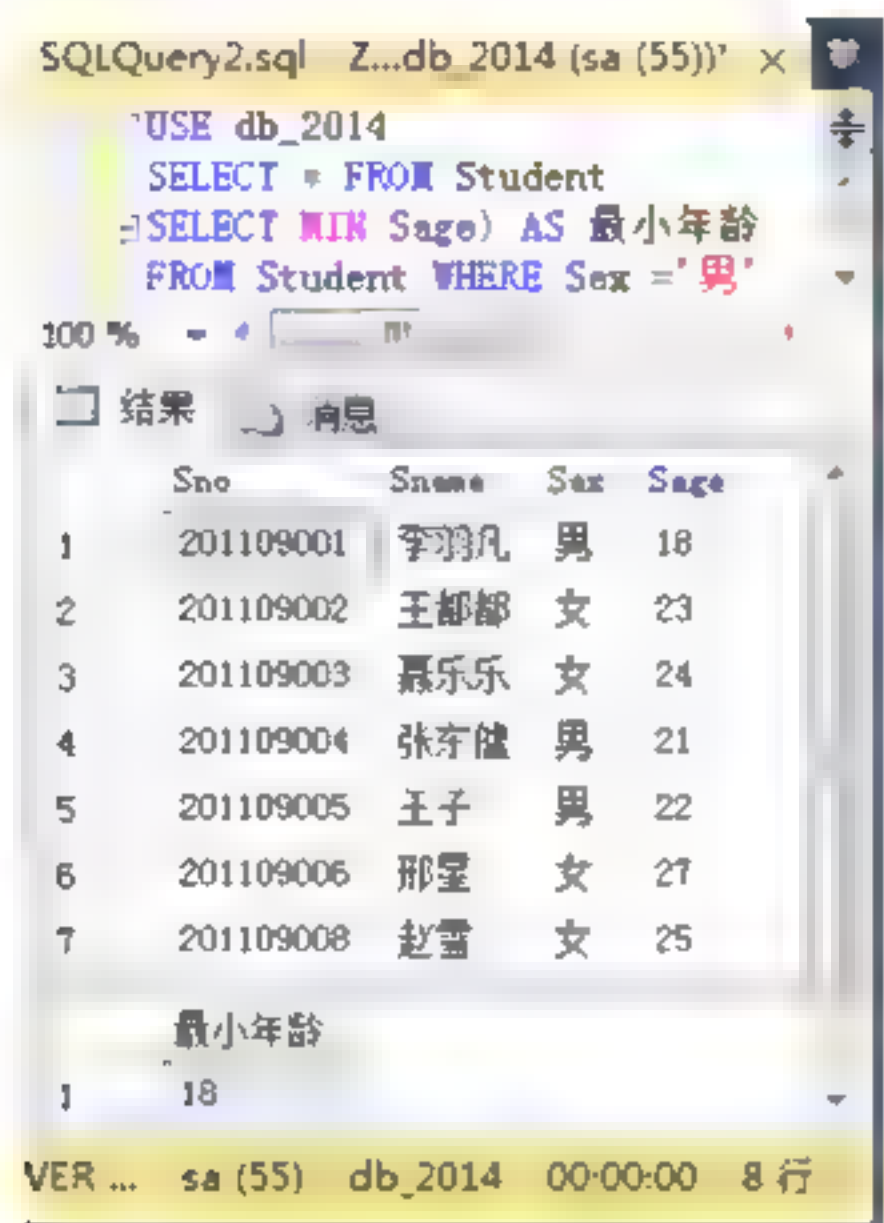 SQLQuery2.sql Z...db_2014 (sa (55))* ×
USE db_2014
SELECT * FROM Student
SELECT MIN Sage) AS 最小年龄
FROM Student WHERE Sex ='男'
100 %
结果 消息
Sno Sname Sex Sage
1 201109001 李羽凡 男 18
2 201109002 王都都 女 23
3 201109003 聂乐乐 女 24
4 201109004 张东健 男 21
5 201109005 王子 男 22
6 201109006 邢星 女 27
7 201109008 赵雪 女 25
最小年龄
1 18
VER ... sa (55) db_2014 00:00:00 8 行